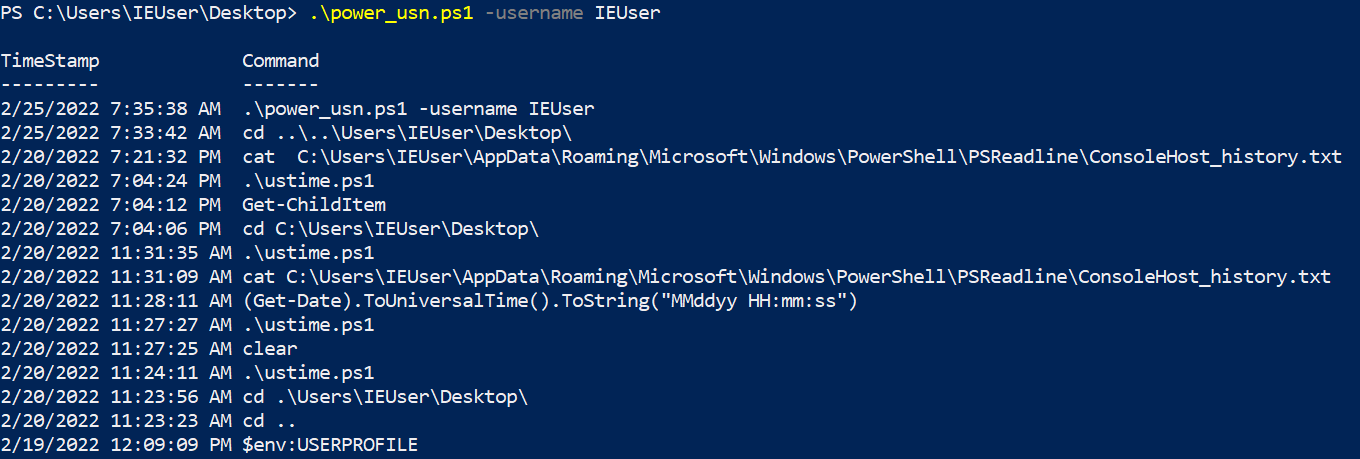 PS C:\Users\IEUser\Desktop> .\power_usn.ps1 -username IEUser
TimeStamp Command
--------- -------
2/25/2022 7:35:38 AM .\power_usn.ps1 -username IEUser
2/25/2022 7:33:42 AM cd ..\..\Users\IEUser\Desktop\
2/20/2022 7:21:32 PM cat  C:\Users\IEUser\AppData\Roaming\Microsoft\Windows\PowerShell\PSReadline\ConsoleHost_history.txt
2/20/2022 7:04:24 PM .\ustime.ps1
2/20/2022 7:04:12 PM Get-ChildItem
2/20/2022 7:04:06 PM cd C:\Users\IEUser\Desktop\
2/20/2022 11:31:35 AM .\ustime.ps1
2/20/2022 11:31:09 AM cat C:\Users\IEUser\AppData\Roaming\Microsoft\Windows\PowerShell\PSReadline\ConsoleHost_history.txt
2/20/2022 11:28:11 AM (Get-Date).ToUniversalTime().ToString("MMddyy HH:mm:ss")
2/20/2022 11:27:27 AM .\ustime.ps1
2/20/2022 11:27:25 AM clear
2/20/2022 11:24:11 AM .\ustime.ps1
2/20/2022 11:23:56 AM cd .\Users\IEUser\Desktop\
2/20/2022 11:23:23 AM cd ..
2/19/2022 12:09:09 PM $env:USERPROFILE